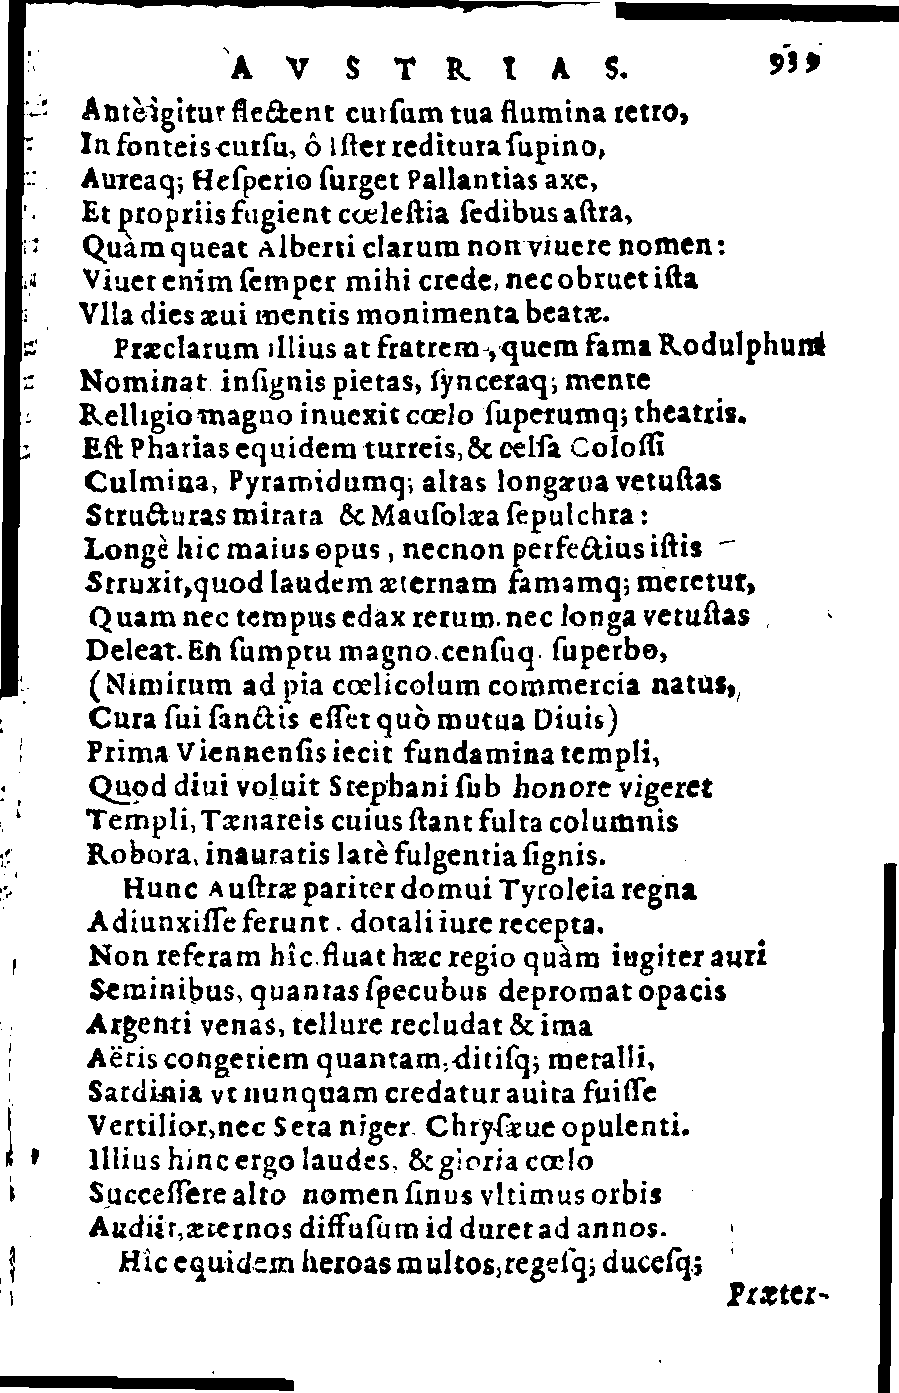 AVSTRIAS. 939
Antè igitur flectent cursum tua flumina retro,
In fonteis cursu, ô Ister reditura supino,
Aureaq; Hesperio surget Pallantias axe,
Et propriis fugient cœlestia sedibus astra,
Quàm queat Alberti clarum non viuere nomen:
Viuet enim semper mihi crede, nec obruet ista
Vlla dies æui mentis monimenta beatæ.
Præclarum illius at fratrem, quem fama Rodulphum
Nominat insignis pietas, synceraq; mente
Relligio magno inuexit cœlo superumq; theatris.
Est Pharias equidem turreis, & celsa Colossi
Culmina, Pyramidumq; altas longæua vetustas
Structuras mirata & Mausolæa sepulchra:
Longè hic maius opus, necnon perfectius istis
Struxit, quod laudem æternam famamq; meretur,
Quam nec tempus edax rerum. nec longa vetustas
Deleat. En sumptu magno. censuq. superbo,
(Nimirum ad pia cœlicolum commercia natus,
Cura sui sanctis esset quò mutua Diuis)
Prima Viennensis iecit fundamina templi,
Quod diui voluit Stephani sub honore vigeret
Templi, Tænareis cuius stant fulta columnis
Robora, inauratis latè fulgentia signis.
Hunc Austræ pariter domui Tyroleia regna
Adiunxisse ferunt. dotali iure recepta.
Non referam hîc. fluat hæc regio quàm iugiter auri
Seminibus, quantas specubus depromat opacis
Argenti venas, tellure recludat & ima
Aëris congeriem quantam, ditisq; metalli,
Sardinia vt nunquam credatur auita fuisse
Vertilior, nec Seta niger Chrysæue opulenti.
Illius hinc ergo laudes, & gloria cœlo
Successere alto nomen sinus vltimus orbis
Audiit, æternos diffusum id duret ad annos.
Hîc equidem heroas multos, regesq; ducesq;
Præter-